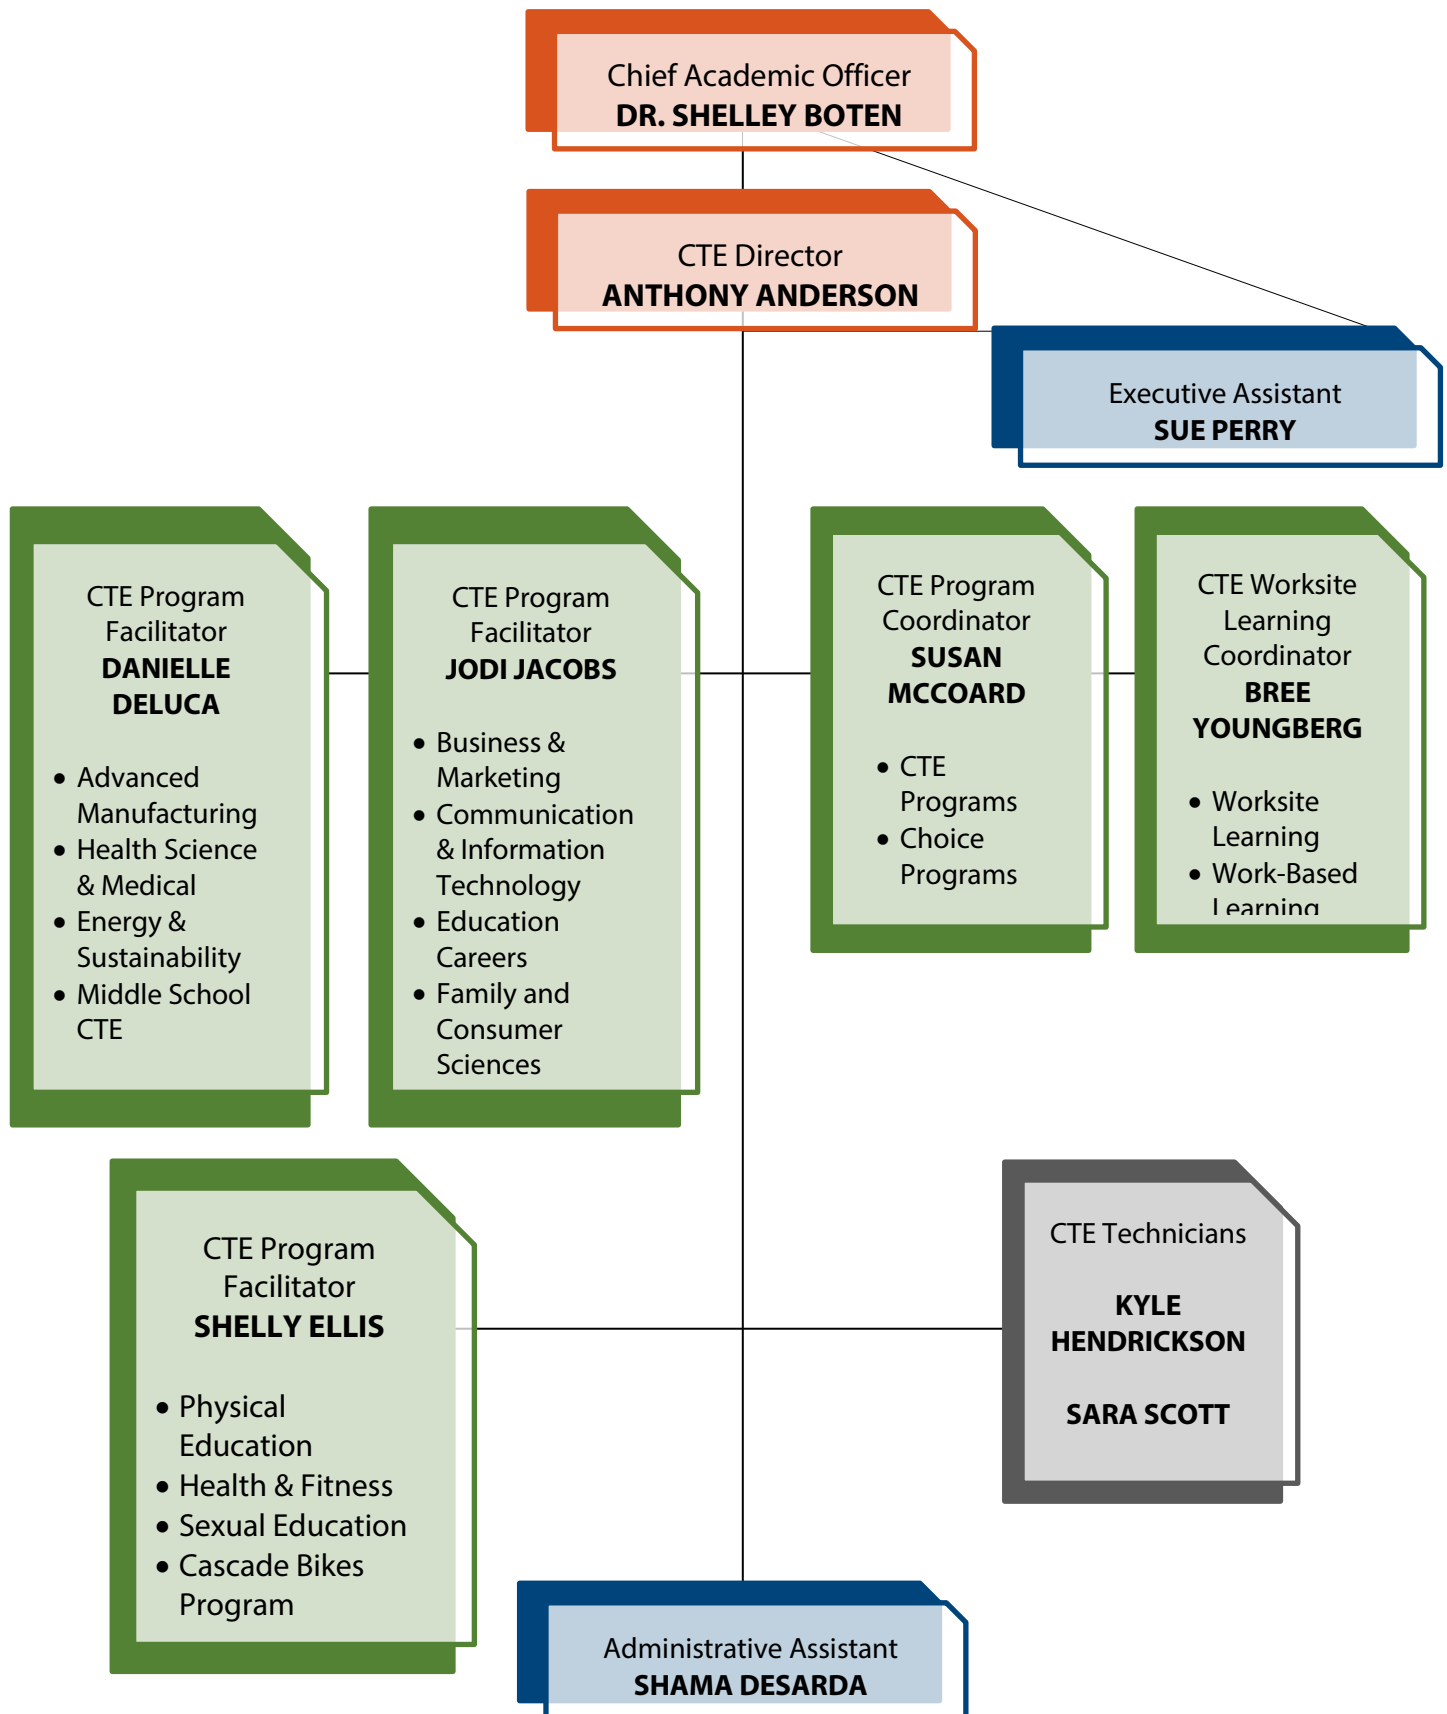 Chief Academic Officer
DR. SHELLEY BOTEN
CTE Director
ANTHONY ANDERSON
Executive Assistant
SUE PERRY
CTE Program
Facilitator
DANIELLE
DELUCA
• Advanced
Manufacturing
• Health Science
& Medical
• Energy &
Sustainability
• Middle School
CTE
CTE Program
Facilitator
JODI JACOBS
• Business &
Marketing
• Communication
& Information
Technology
• Education
Careers
• Family and
Consumer
Sciences
CTE Program
Coordinator
SUSAN
MCCOARD
• CTE
Programs
• Choice
Programs
CTE Worksite
Learning
Coordinator
BREE
YOUNGBERG
• Worksite
Learning
• Work-Based
Learning
CTE Program
Facilitator
SHELLY ELLIS
• Physical
Education
• Health & Fitness
• Sexual Education
• Cascade Bikes
Program
CTE Technicians
KYLE
HENDRICKSON
SARA SCOTT
Administrative Assistant
SHAMA DESARDA